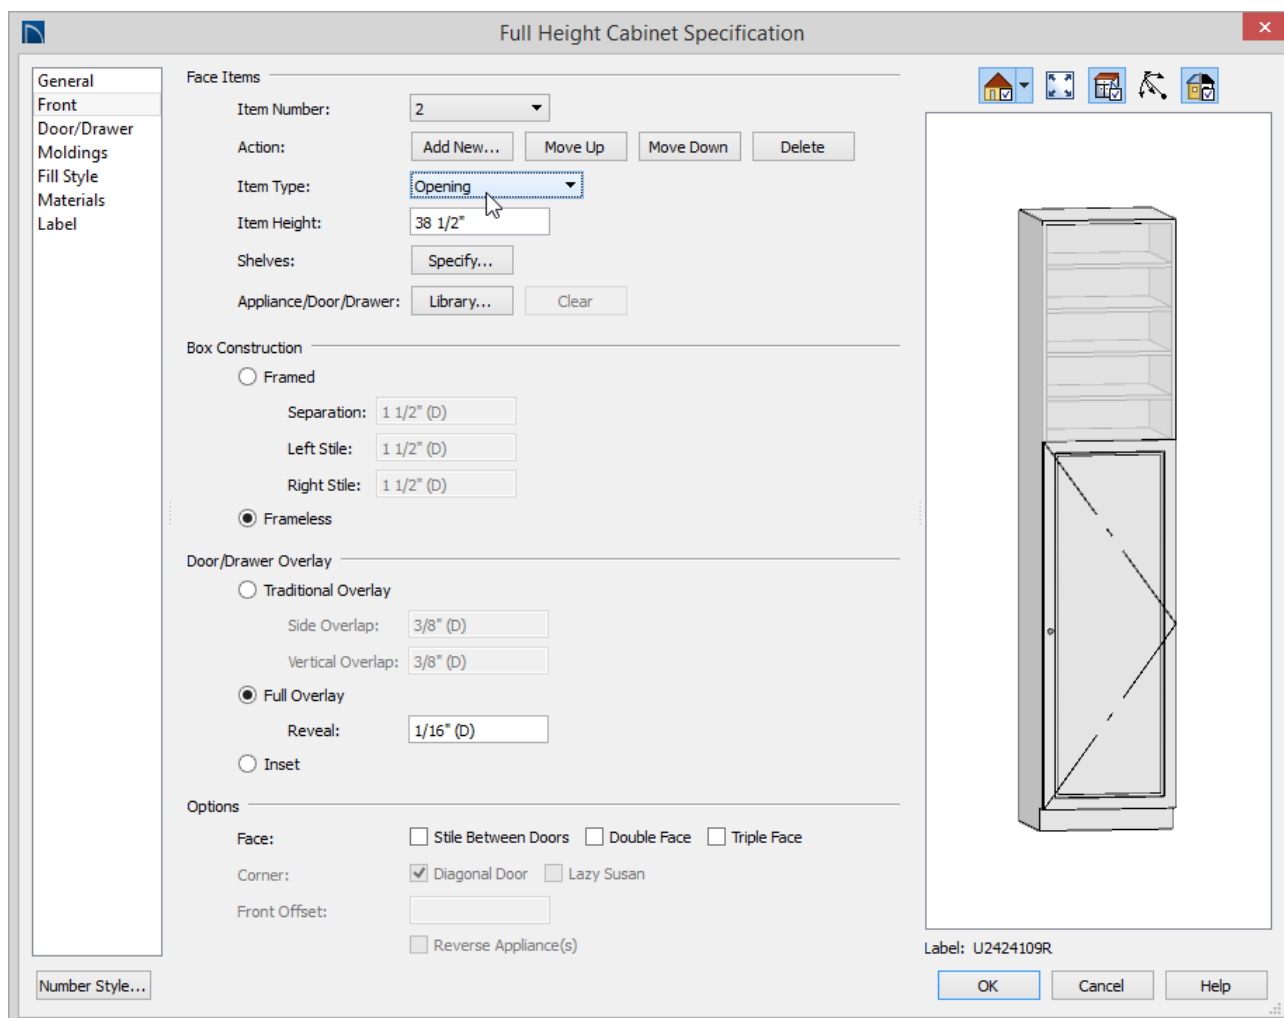 Full Height Cabinet Specification
General
Front
Door/Drawer
Moldings
Fill Style
Materials
Label
Face Items
Item Number: 2
Action: Add New... Move Up Move Down Delete
Item Type: Opening
Item Height: 38 1/2"
Shelves: Specify...
Appliance/Door/Drawer: Library... Clear
Box Construction
Framed
Separation: 1 1/2" (D)
Left Stile: 1 1/2" (D)
Right Stile: 1 1/2" (D)
Frameless
Door/Drawer Overlay
Traditional Overlay
Side Overlap: 3/8" (D)
Vertical Overlap: 3/8" (D)
Full Overlay
Reveal: 1/16" (D)
Inset
Options
Face: Stile Between Doors Double Face Triple Face
Corner: Diagonal Door Lazy Susan
Front Offset:
Reverse Appliance(s)
Label: U2424109R
Number Style... OK Cancel Help